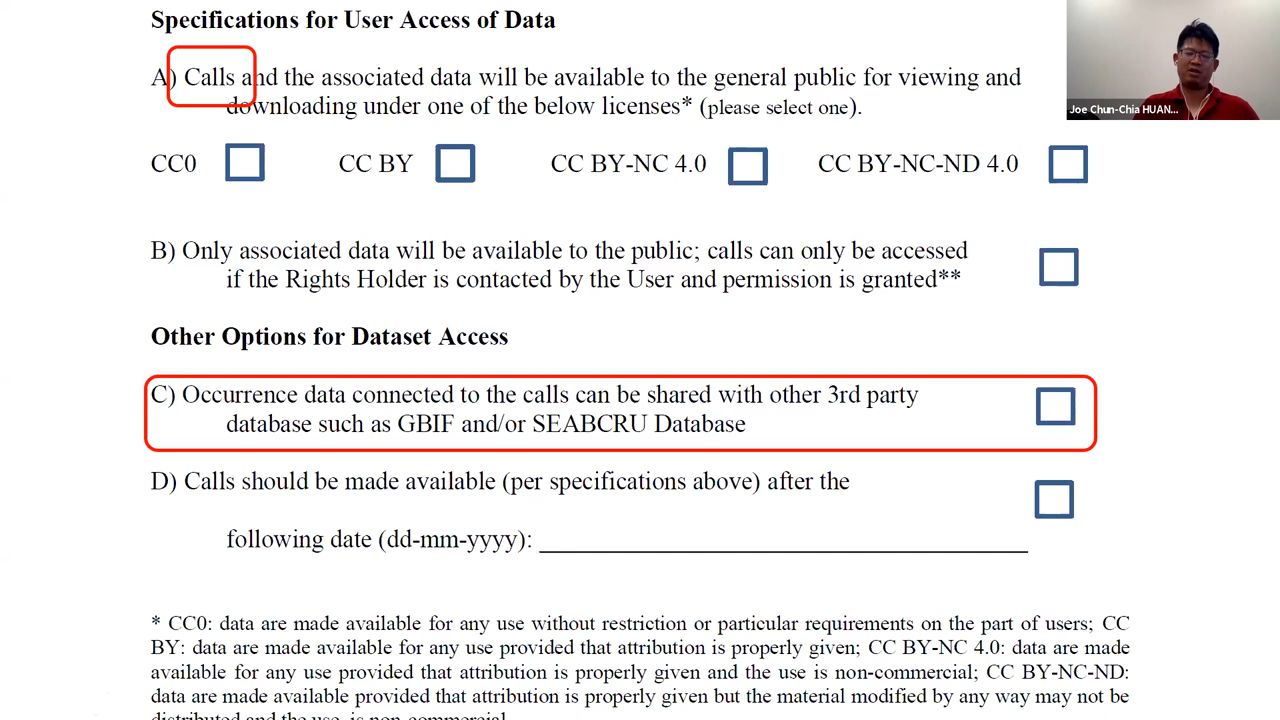 Specifications for User Access of Data
A) Calls and the associated data will be available to the general public for viewing and
downloading under one of the below licenses* (please select one).
Joe Chun-Chia HUAN...
CC0 CC BY CC BY-NC 4.0 CC BY-NC-ND 4.0
B) Only associated data will be available to the public; calls can only be accessed
if the Rights Holder is contacted by the User and permission is granted**
Other Options for Dataset Access
C) Occurrence data connected to the calls can be shared with other 3rd party
database such as GBIF and/or SEABCRU Database
D) Calls should be made available (per specifications above) after the
following date (dd-mm-yyyy): ______________________________________
* CC0: data are made available for any use without restriction or particular requirements on the part of users; CC
BY: data are made available for any use provided that attribution is properly given; CC BY-NC 4.0: data are made
available for any use provided that attribution is properly given and the use is non-commercial; CC BY-NC-ND:
data are made available provided that attribution is properly given but the material modified by any way may not be
distributed and the use is non-commercial